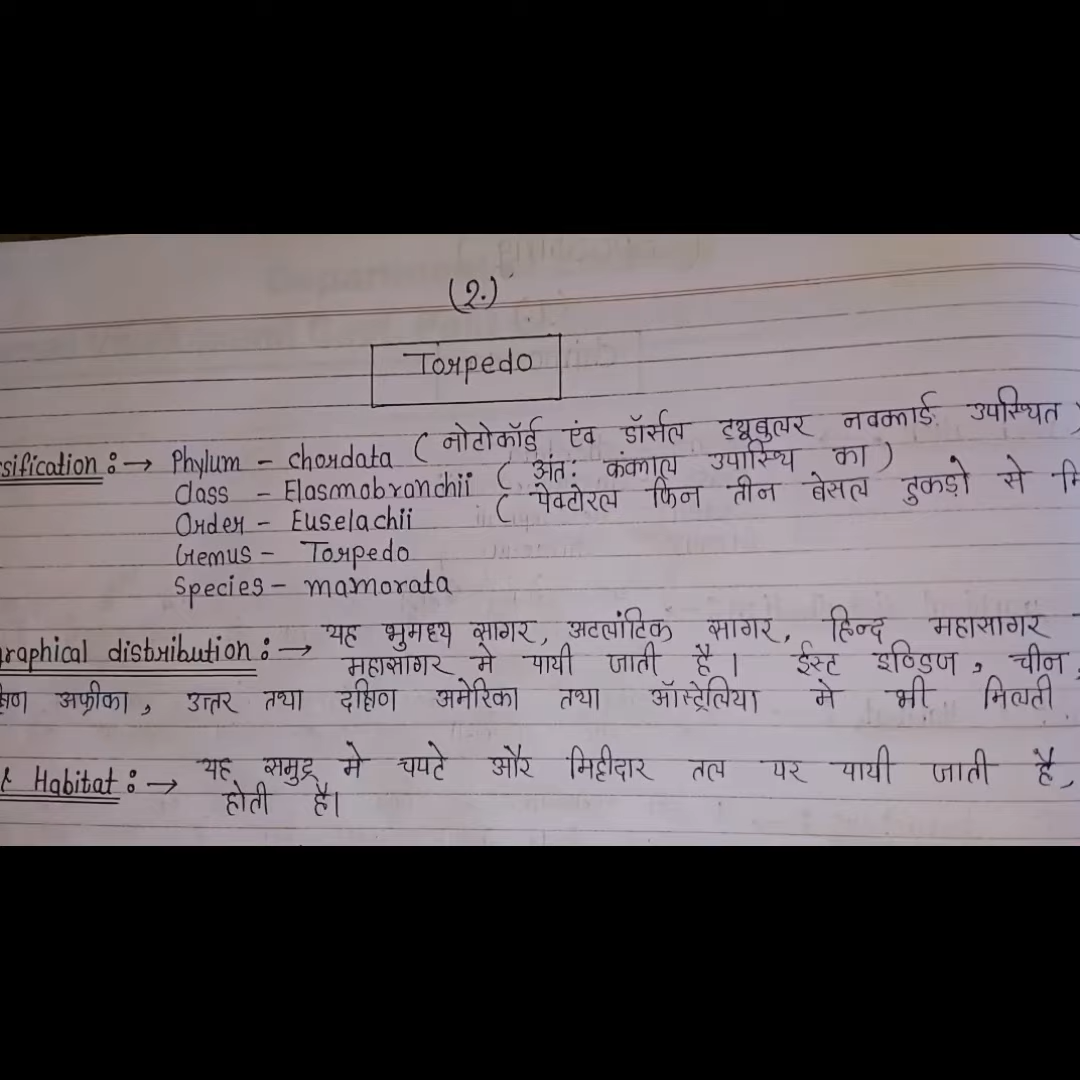 (2.)
Torpedo
sification :→ Phylum - chordata ( नोटोकॉर्ड एंव डॉर्सल ट्यूबुलर नवकार्ड. उपस्थित )
Class - Elasmobranchii ( अंत: कंकाल उपास्थि का )
Order - Euselachii ( पेक्टोरल फिन तीन बेसल टुकड़ो से मि
Genus - Torpedo
Species - mamorata
raphical distribution :→ यह भुमध्य सागर, अटलांटिक सागर, हिन्द महासागर
महासागर मे पायी जाती है। ईस्ट इण्डिज, चीन,
क्षिण अफ्रीका, उत्तर तथा दक्षिण अमेरिका तथा ऑस्ट्रेलिया मे भी मिलती
& Habitat :→ यह समुद्र मे चपटे और मिट्टीदार तल पर पायी जाती है,
होती है।